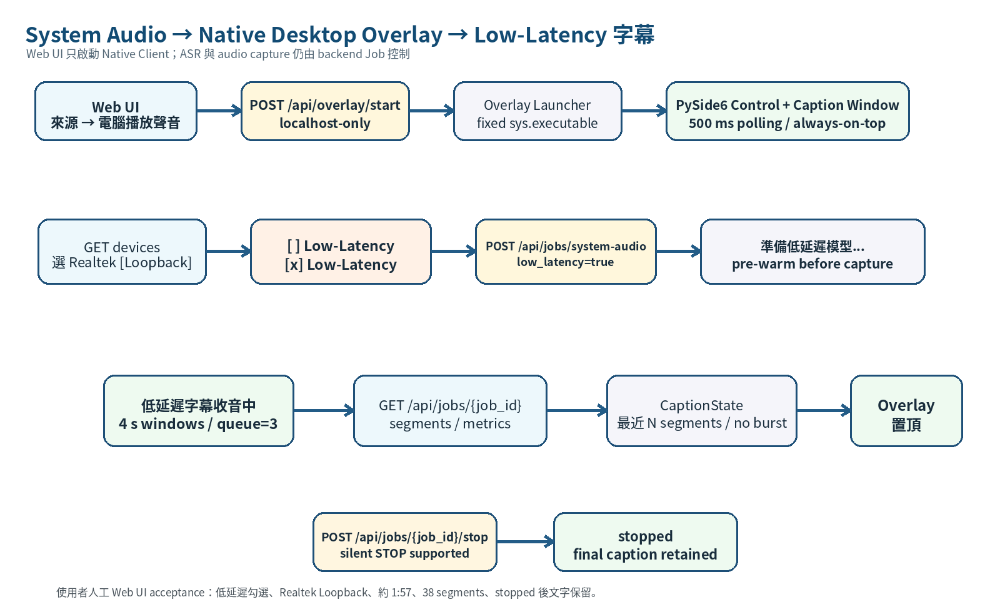 System Audio → Native Desktop Overlay → Low-Latency 字幕
Web UI 只啟動 Native Client；ASR 與 audio capture 仍由 backend Job 控制
Web UI
來源 → 電腦播放聲音
POST /api/overlay/start
localhost-only
Overlay Launcher
fixed sys.executable
PySide6 Control + Caption Window
500 ms polling / always-on-top
GET devices
選 Realtek [Loopback]
[ ] Low-Latency
[x] Low-Latency
POST /api/jobs/system-audio
low_latency=true
準備低延遲模型...
pre-warm before capture
低延遲字幕收音中
4 s windows / queue=3
GET /api/jobs/{job_id}
segments / metrics
CaptionState
最近 N segments / no burst
Overlay
置頂
POST /api/jobs/{job_id}/stop
silent STOP supported
stopped
final caption retained
使用者人工 Web UI acceptance：低延遲勾選、Realtek Loopback、約 1:57、38 segments、stopped 後文字保留。